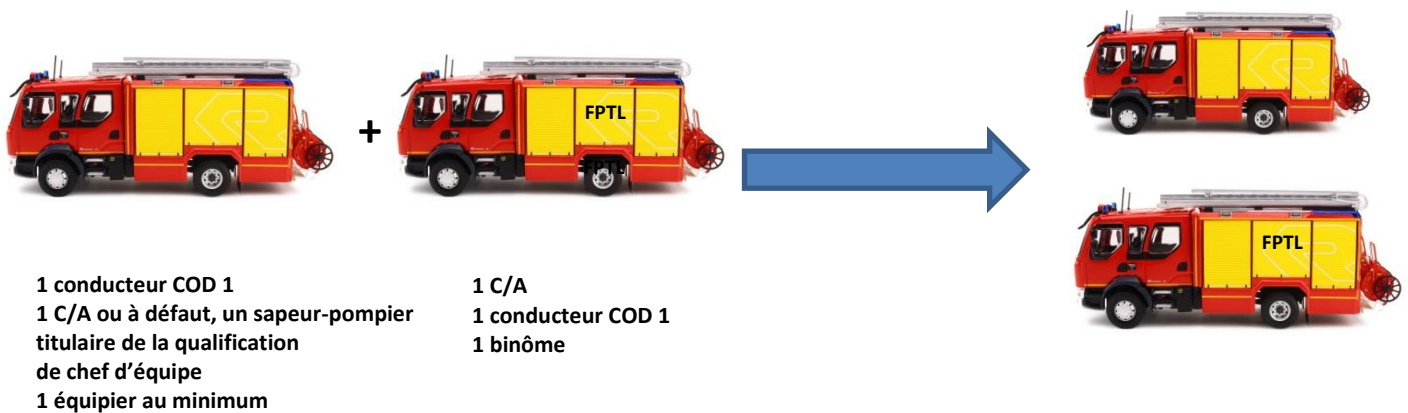 +
FPTL
FPTL
FPTL
1 conducteur COD 1
1 C/A ou à défaut, un sapeur-pompier
titulaire de la qualification
de chef d’équipe
1 équipier au minimum
1 C/A
1 conducteur COD 1
1 binôme